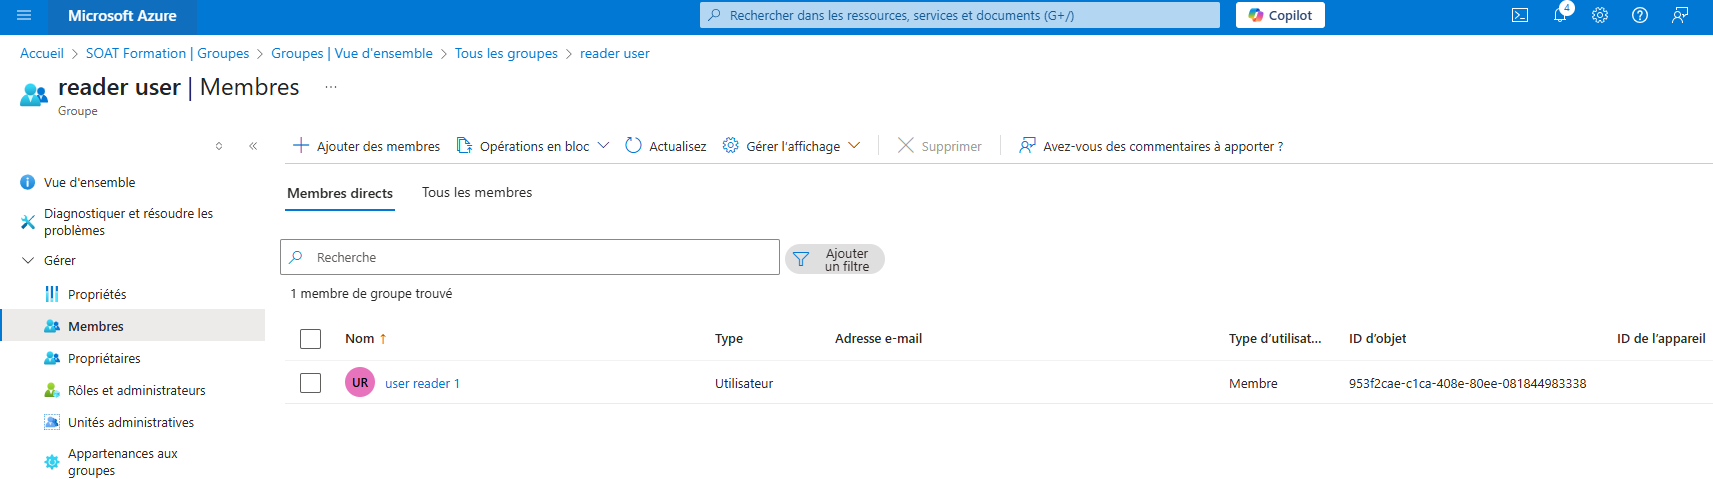 Microsoft Azure
Rechercher dans les ressources, services et documents (G+/)
Copilot
4
Accueil > SOAT Formation | Groupes > Groupes | Vue d'ensemble > Tous les groupes > reader user
reader user | Membres ...
Groupe
Ajouter des membres Opérations en bloc Actualisez Gérer l'affichage Supprimer Avez-vous des commentaires à apporter ?
Vue d'ensemble
Diagnostiquer et résoudre les
problèmes
Gérer
Propriétés
Membres
Propriétaires
Rôles et administrateurs
Unités administratives
Appartenances aux
groupes
Membres directs Tous les membres
Recherche
Ajouter
un filtre
1 membre de groupe trouvé
Nom ↑ Type Adresse e-mail Type d'utilisat... ID d'objet ID de l'appareil
UR user reader 1 Utilisateur Membre 953f2cae-c1ca-408e-80ee-081844983338